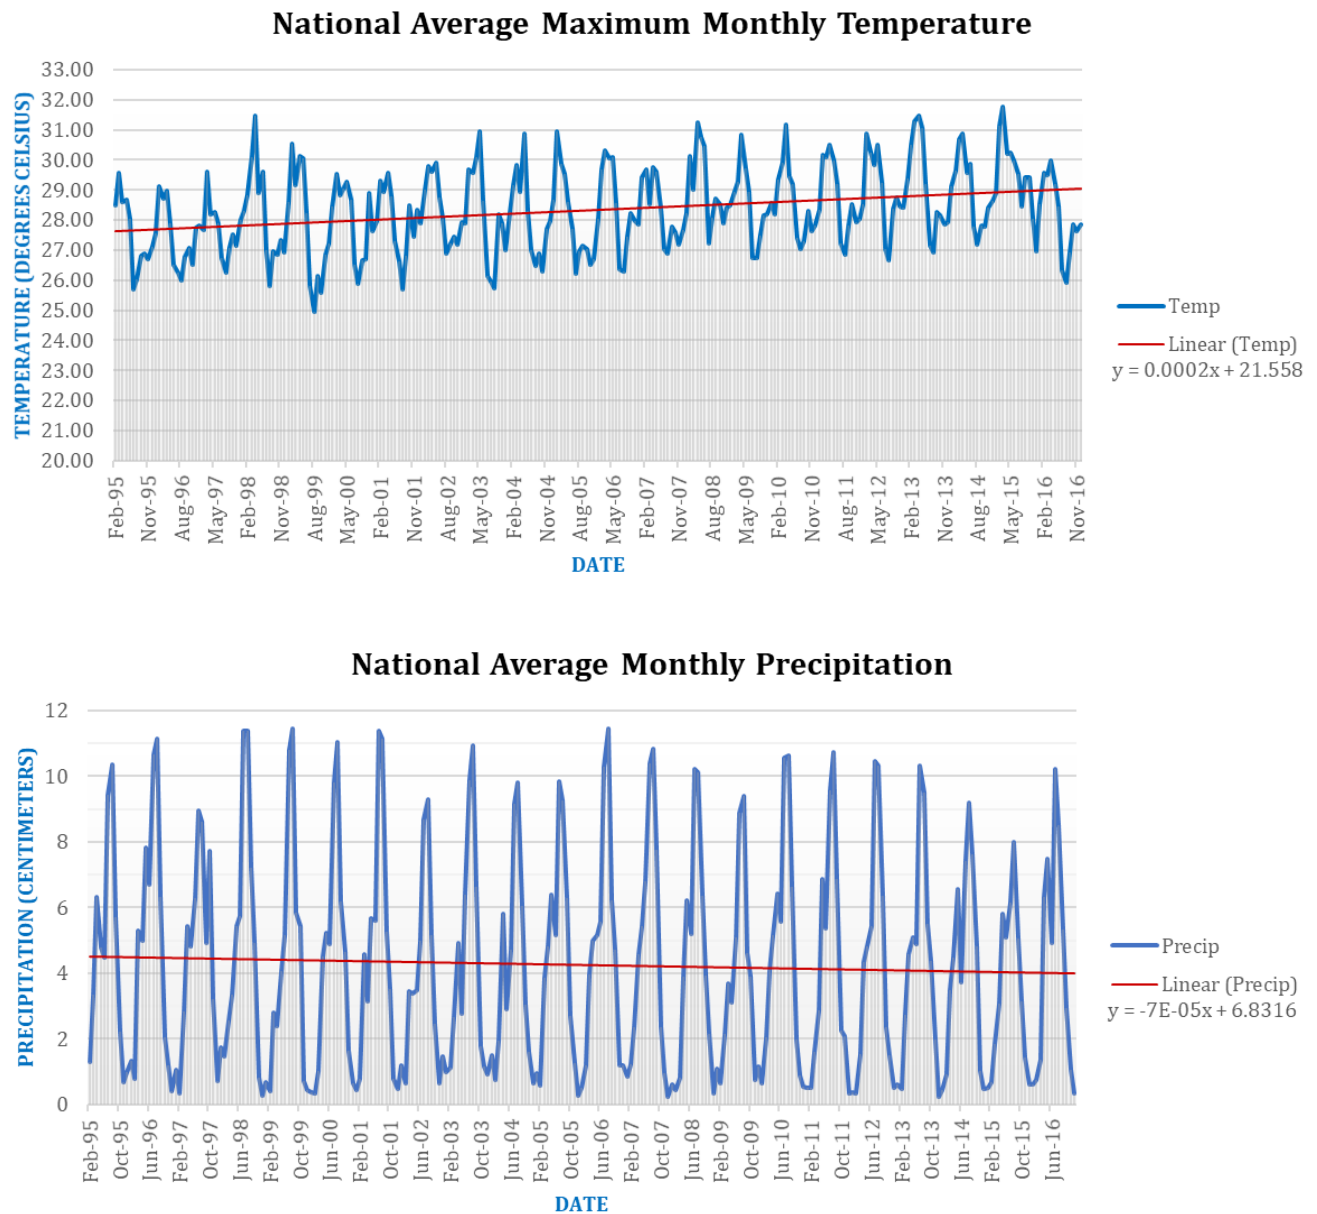 National Average Maximum Monthly Temperature
TEMPERATURE (DEGREES CELSIUS)
33.00
32.00
31.00
30.00
29.00
28.00
27.00
26.00
25.00
24.00
23.00
22.00
21.00
20.00
Feb-95
Nov-95
Aug-96
May-97
Feb-98
Nov-98
Aug-99
May-00
Feb-01
Nov-01
Aug-02
May-03
Feb-04
Nov-04
Aug-05
May-06
Feb-07
Nov-07
Aug-08
May-09
Feb-10
Nov-10
Aug-11
May-12
Feb-13
Nov-13
Aug-14
May-15
Feb-16
Nov-16
DATE
Temp
Linear (Temp)
y = 0.0002x + 21.558
National Average Monthly Precipitation
PRECIPITATION (CENTIMETERS)
12
10
8
6
4
2
0
Feb-95
Oct-95
Jun-96
Feb-97
Oct-97
Jun-98
Feb-99
Oct-99
Jun-00
Feb-01
Oct-01
Jun-02
Feb-03
Oct-03
Jun-04
Feb-05
Oct-05
Jun-06
Feb-07
Oct-07
Jun-08
Feb-09
Oct-09
Jun-10
Feb-11
Oct-11
Jun-12
Feb-13
Oct-13
Jun-14
Feb-15
Oct-15
Jun-16
DATE
Precip
Linear (Precip)
y = -7E-05x + 6.8316